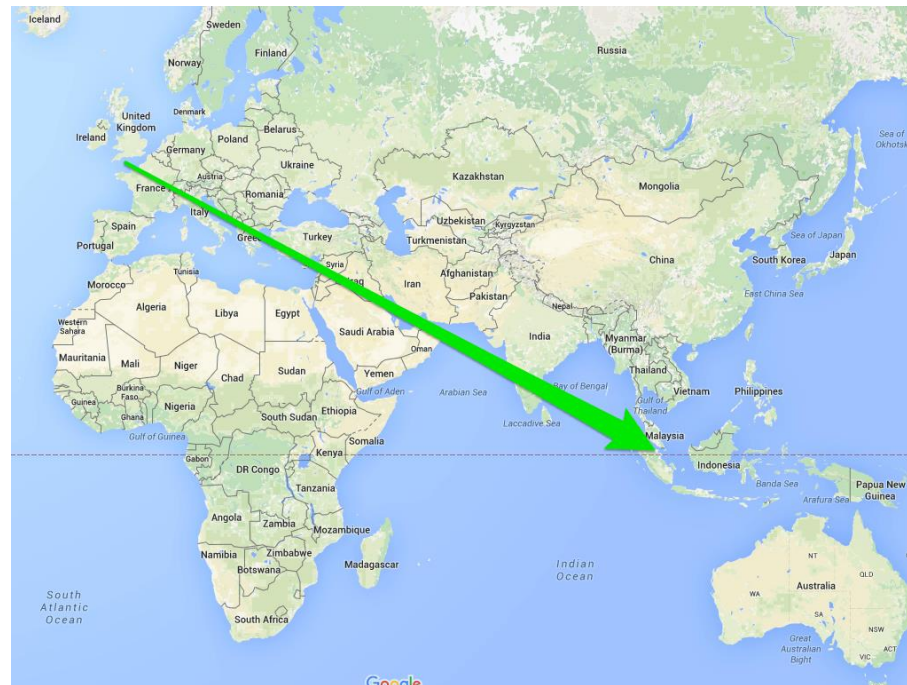 Iceland
Sweden
Finland
Norway
Russia
United
Kingdom
Denmark
Ireland
Belarus
Poland
Germany
Ukraine
Austria
France
Romania
Kazakhstan
Mongolia
Sea of
Okhotsk
Italy
Spain
Portugal
Greec
Turkey
Uzbekistan
Kyrgyzstan
Turkmenistan
Sea of Japan
Japan
South Korea
China
Tunisia
Syria
Iraq
Iran
Afghanistan
Pakistan
Morocco
Algeria
Libya
Egypt
East China Sea
Nepal
Western
Sahara
Saudi Arabia
India
Myanmar
(Burma)
Oman
Mauritania
Mali
Niger
Chad
Sudan
Yemen
Thailand
Burkina
Faso
Gulf of Aden
Arabian Sea
Bay of Bengal
Vietnam
Philippines
Guinea
Nigeria
Ghana
Ethiopia
South Sudan
Gulf of
Thailand
Laccadive Sea
Gulf of Guinea
Somalia
Malaysia
Gabon
Kenya
DR Congo
Indonesia
Banda Sea
Papua New
Guinea
Tanzania
Arafura Sea
Angola
Zambia
Mozambique
Namibia
Zimbabwe
Botswana
Madagascar
Indian
Ocean
NT
QLD
Australia
WA
South
Atlantic
Ocean
South Africa
SA
NSW
Great
Australian
Bight
ACT
VIC
Google